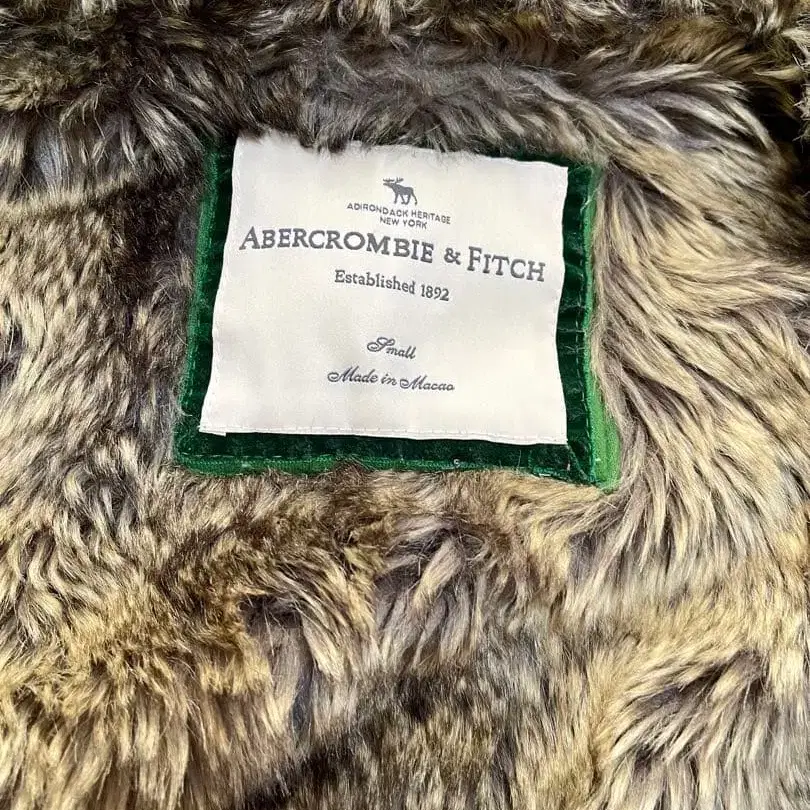 ADIRONDACK HERITAGE
NEW YORK
ABERCROMBIE & FITCH
Established 1892
Small
Made in Macao